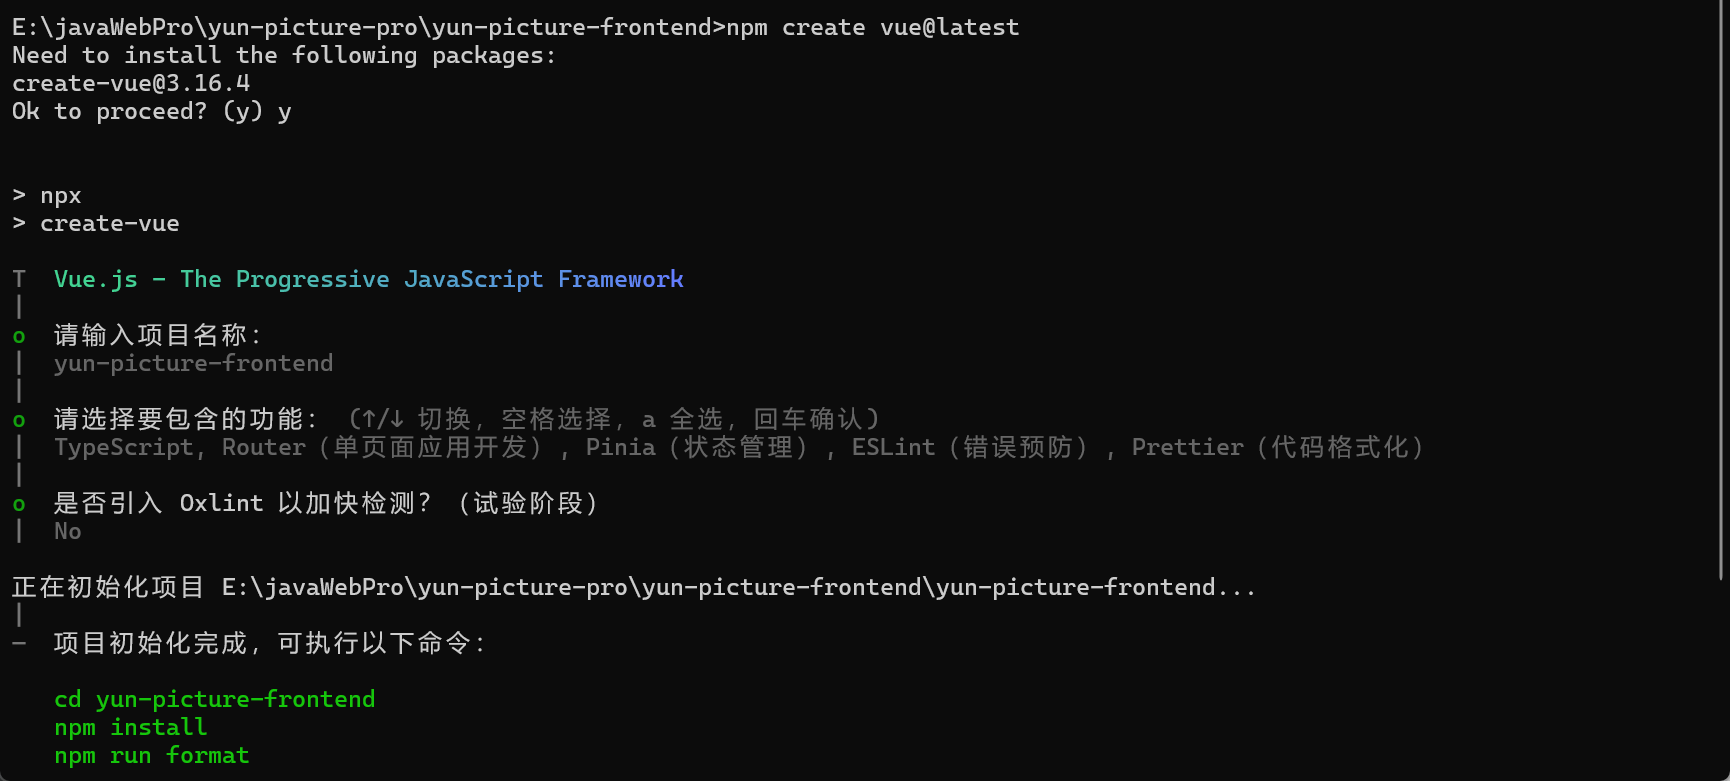 E:\javaWebPro\yun-picture-pro\yun-picture-frontend>npm create vue@latest
Need to install the following packages:
create-vue@3.16.4
Ok to proceed? (y) y
> npx
> create-vue
T  Vue.js - The Progressive JavaScript Framework
|
o  请输入项目名称:
|  yun-picture-frontend
|
o  请选择要包含的功能: (↑/↓ 切换, 空格选择, a 全选, 回车确认)
|  TypeScript, Router (单页面应用开发) , Pinia (状态管理) , ESLint (错误预防) , Prettier (代码格式化)
|
o  是否引入 Oxlint 以加快检测? (试验阶段)
|  No
正在初始化项目 E:\javaWebPro\yun-picture-pro\yun-picture-frontend\yun-picture-frontend...
|
—  项目初始化完成, 可执行以下命令:
cd yun-picture-frontend
npm install
npm run format